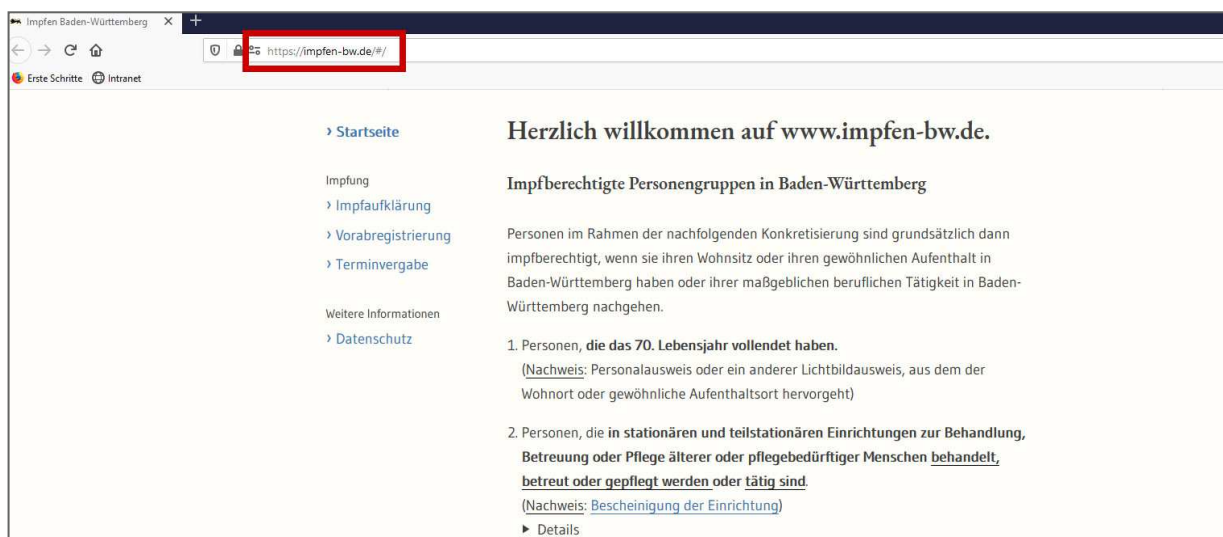 Impfen Baden-Württemberg
https://impfen-bw.de/#/
Erste Schritte Intranet
› Startseite
Impfung
› Impfaufklärung
› Vorabregistrierung
› Terminvergabe
Weitere Informationen
› Datenschutz
Herzlich willkommen auf www.impfen-bw.de.
Impfberechtigte Personengruppen in Baden-Württemberg
Personen im Rahmen der nachfolgenden Konkretisierung sind grundsätzlich dann
impfberechtigt, wenn sie ihren Wohnsitz oder ihren gewöhnlichen Aufenthalt in
Baden-Württemberg haben oder ihrer maßgeblichen beruflichen Tätigkeit in Baden-
Württemberg nachgehen.
1. Personen, die das 70. Lebensjahr vollendet haben.
(Nachweis: Personalausweis oder ein anderer Lichtbildausweis, aus dem der
Wohnort oder gewöhnliche Aufenthaltsort hervorgeht)
2. Personen, die in stationären und teilstationären Einrichtungen zur Behandlung,
Betreuung oder Pflege älterer oder pflegebedürftiger Menschen behandelt,
betreut oder gepflegt werden oder tätig sind.
(Nachweis: Bescheinigung der Einrichtung)
► Details